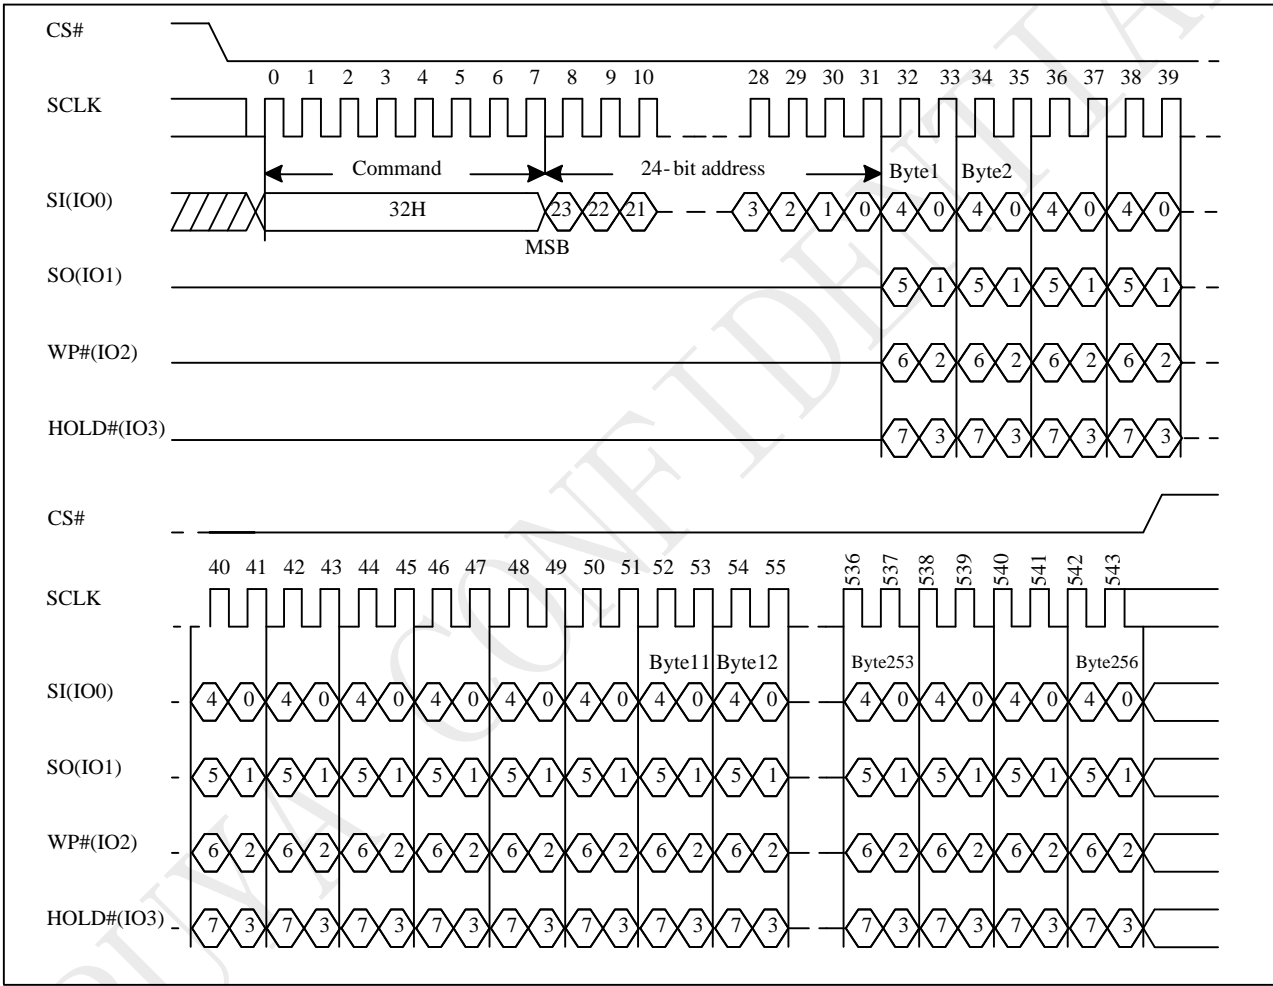 CS#
0 1 2 3 4 5 6 7 8 9 10 28 29 30 31 32 33 34 35 36 37 38 39
SCLK
Command 24-bit address Byte1 Byte2
SI(IO0) 32H 23 22 21 3 2 1 0 4 0 4 0 4 0 4 0
MSB
SO(IO1) 5 1 5 1 5 1 5 1
WP#(IO2) 6 2 6 2 6 2 6 2
HOLD#(IO3) 7 3 7 3 7 3 7 3
CS#
40 41 42 43 44 45 46 47 48 49 50 51 52 53 54 55 536 537 538 539 540 541 542 543
SCLK
Byte11 Byte12 Byte253 Byte256
SI(IO0) 4 0 4 0 4 0 4 0 4 0 4 0 4 0 4 0 4 0 4 0 4 0 4 0
SO(IO1) 5 1 5 1 5 1 5 1 5 1 5 1 5 1 5 1 5 1 5 1 5 1 5 1
WP#(IO2) 6 2 6 2 6 2 6 2 6 2 6 2 6 2 6 2 6 2 6 2 6 2 6 2
HOLD#(IO3) 7 3 7 3 7 3 7 3 7 3 7 3 7 3 7 3 7 3 7 3 7 3 7 3
PUYA CONFIDENTIAL